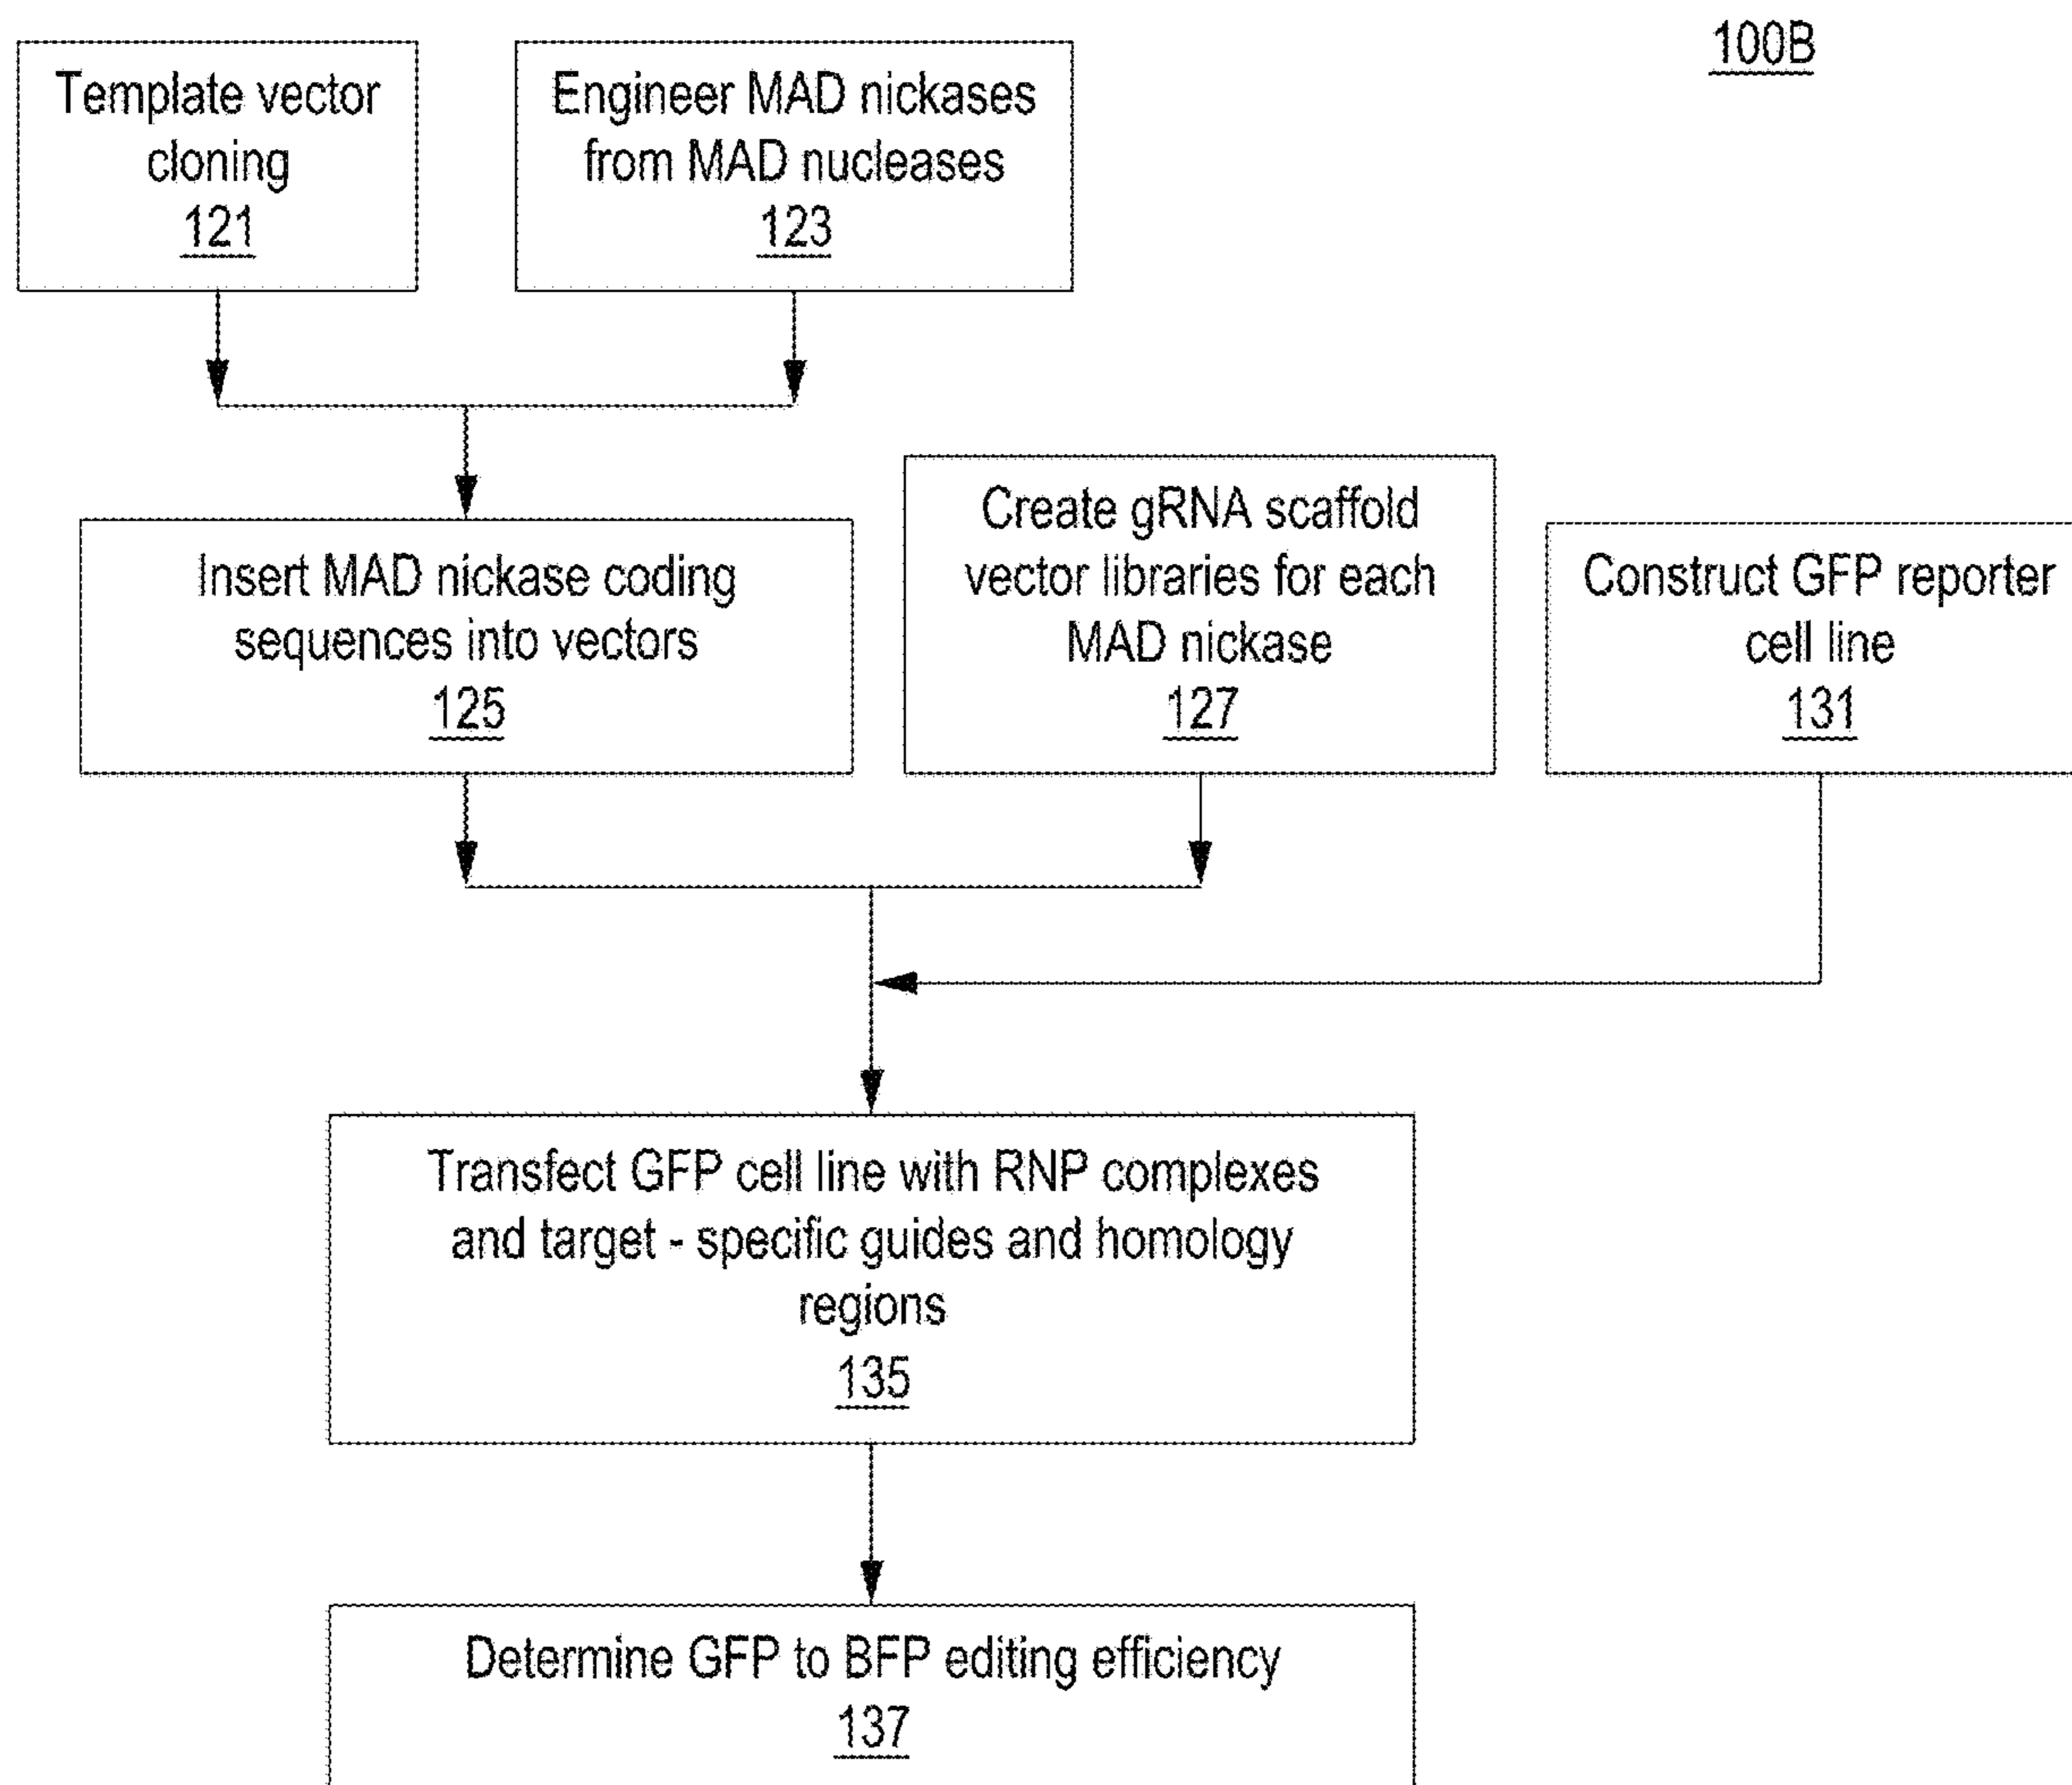 100B
Template vector
cloning
121
Engineer MAD nickases
from MAD nucleases
123
Insert MAD nickase coding
sequences into vectors
125
Create gRNA scaffold
vector libraries for each
MAD nickase
127
Construct GFP reporter
cell line
131
Transfect GFP cell line with RNP complexes
and target - specific guides and homology
regions
135
Determine GFP to BFP editing efficiency
137